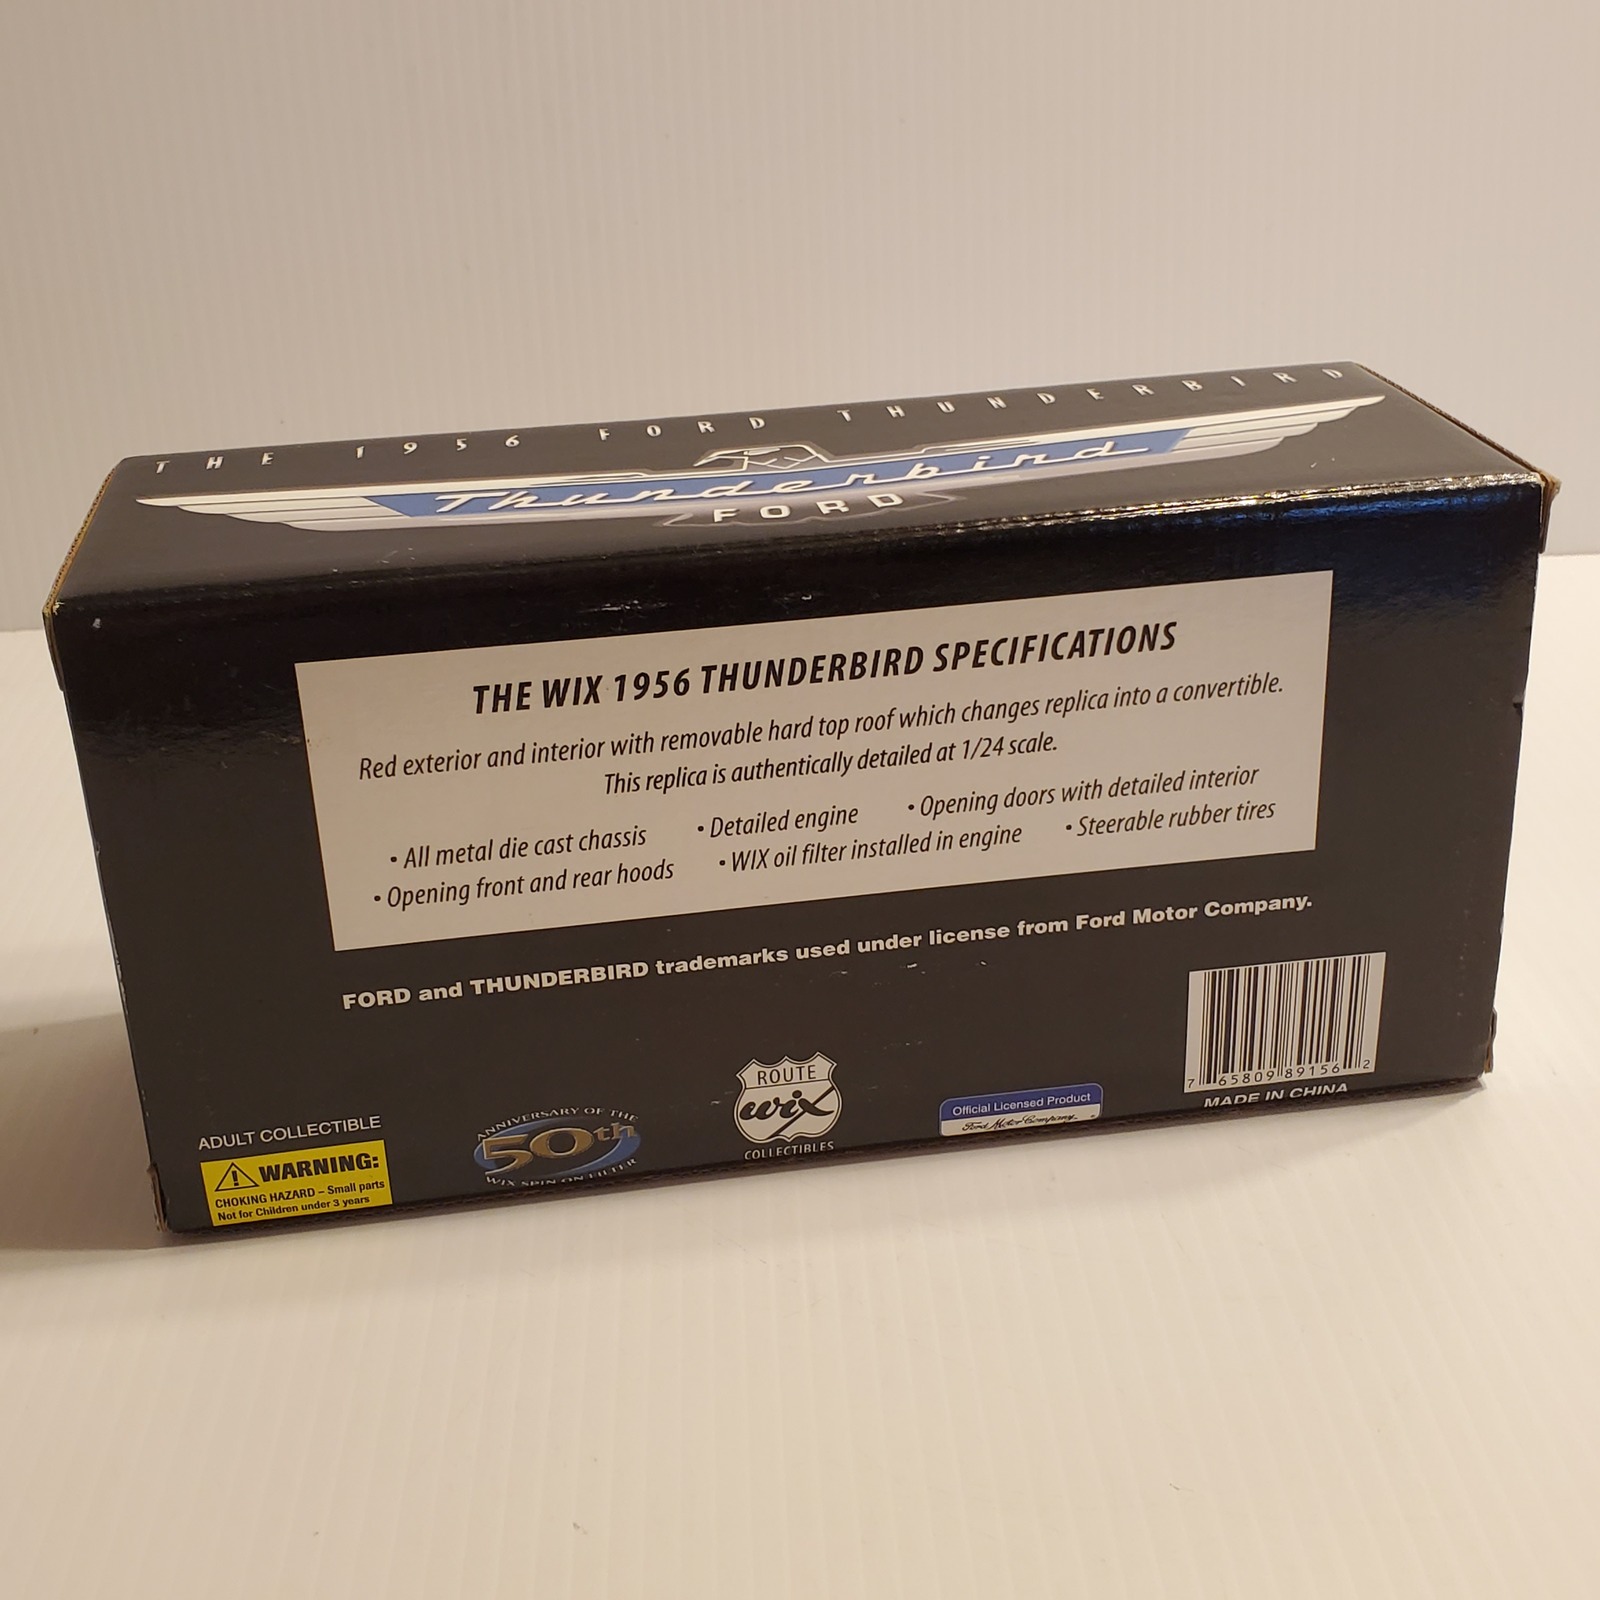 THE 1956 FORD THUNDERBIRD
Thunderbird
FORD
THE WIX 1956 THUNDERBIRD SPECIFICATIONS
Red exterior and interior with removable hard top roof which changes replica into a convertible.
This replica is authentically detailed at 1/24 scale.
• All metal die cast chassis • Detailed engine • Opening doors with detailed interior
• Opening front and rear hoods • WIX oil filter installed in engine • Steerable rubber tires
FORD and THUNDERBIRD trademarks used under license from Ford Motor Company.
7 65809 89156 2
MADE IN CHINA
ADULT COLLECTIBLE
WARNING:
CHOKING HAZARD – Small parts
Not for Children under 3 years
ANNIVERSARY OF THE
50th
WIX SPIN ON FILTER
ROUTE
wix
COLLECTIBLES
Official Licensed Product
Ford Motor Company